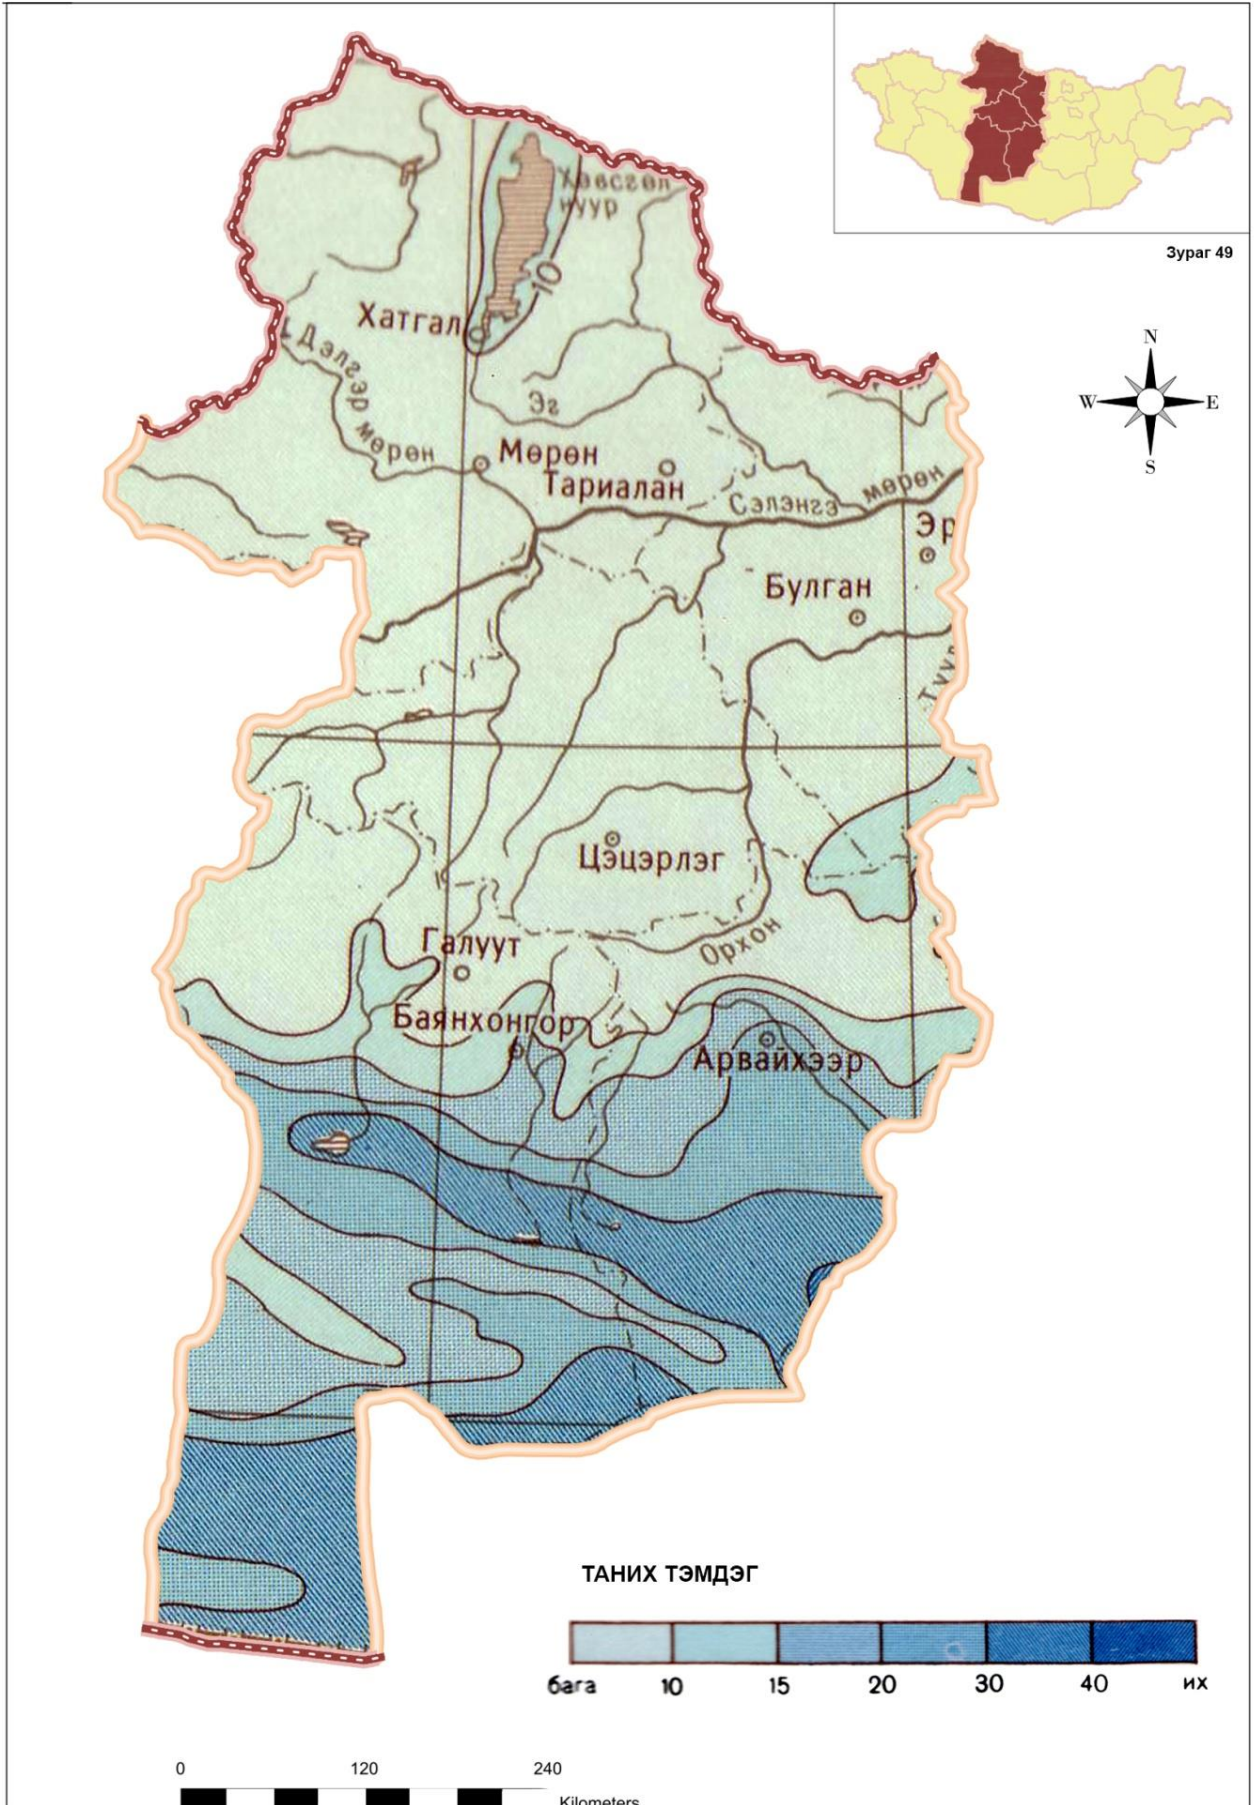 Зураг 49
N
W E
S
Хөвсгөл
нуур
10
Хатгал
Дэлгэр мөрөн
Эг
Мөрөн
Тариалан
Сэлэнгэ мөрөн
Эр
Булган
Туул
Цэцэрлэг
Орхон
Галуут
Баянхонгор
Арвайхээр
ТАНИХ ТЭМДЭГ
бага 10 15 20 30 40 их
0 120 240
Kilometers